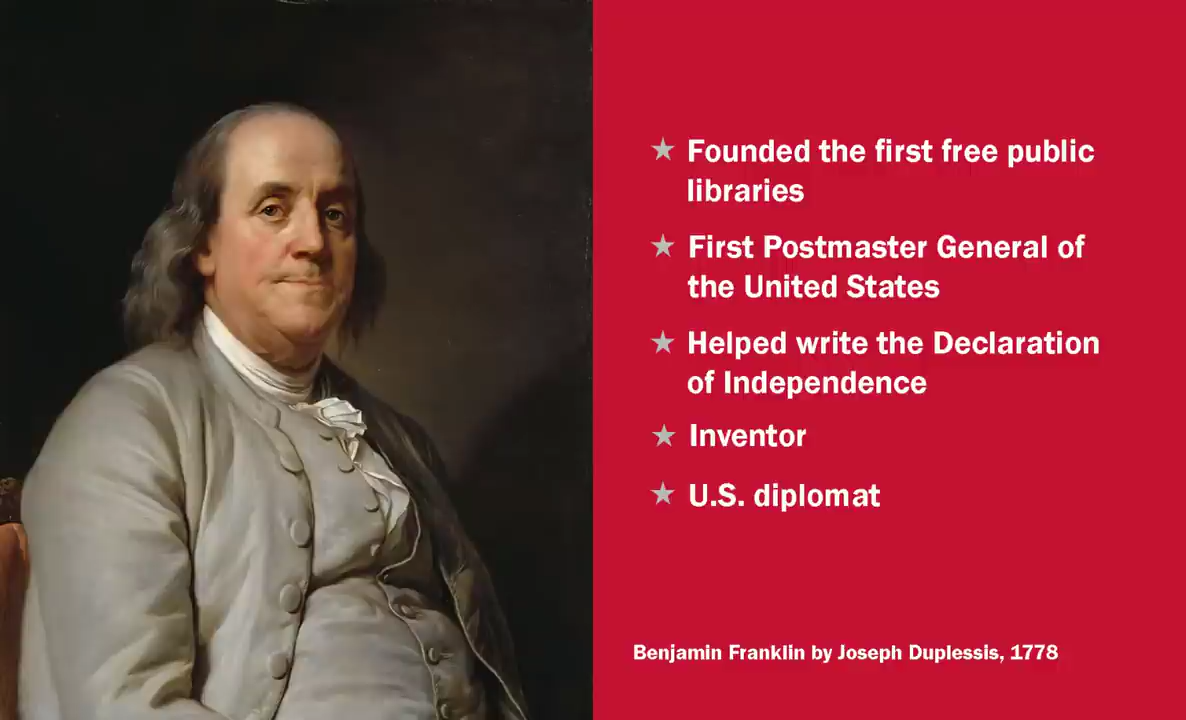 Founded the first free public
libraries
First Postmaster General of
the United States
Helped write the Declaration
of Independence
Inventor
U.S. diplomat
Benjamin Franklin by Joseph Duplessis, 1778